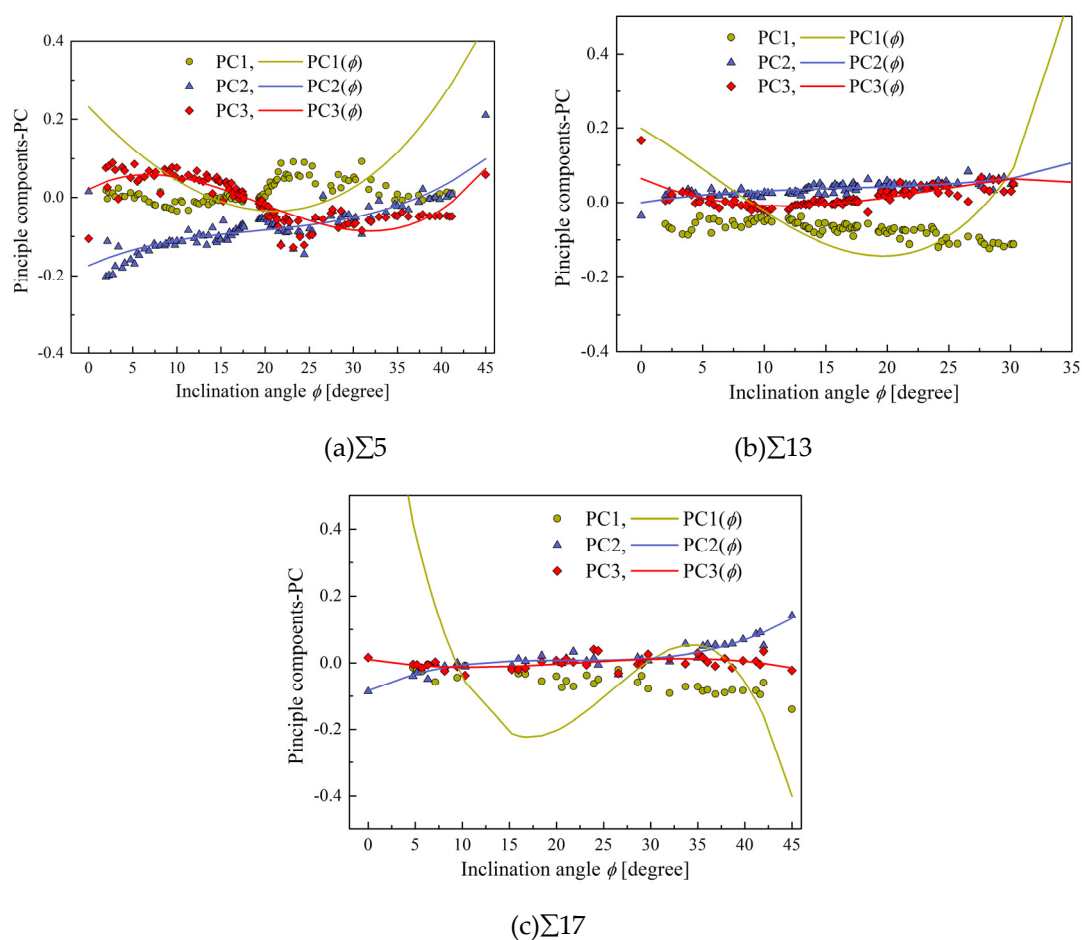 0.4
0.2
0.0
-0.2
-0.4
Pinciple compoents-PC
PC1, PC1(ϕ)
PC2, PC2(ϕ)
PC3, PC3(ϕ)
0 5 10 15 20 25 30 35 40 45
Inclination angle ϕ [degree]
(a)∑5
0.4
0.2
0.0
-0.2
-0.4
Pinciple compoents-PC
PC1, PC1(ϕ)
PC2, PC2(ϕ)
PC3, PC3(ϕ)
0 5 10 15 20 25 30 35
Inclination angle ϕ [degree]
(b)∑13
0.4
0.2
0.0
-0.2
-0.4
Pinciple compoents-PC
PC1, PC1(ϕ)
PC2, PC2(ϕ)
PC3, PC3(ϕ)
0 5 10 15 20 25 30 35 40 45
Inclination angle ϕ [degree]
(c)∑17